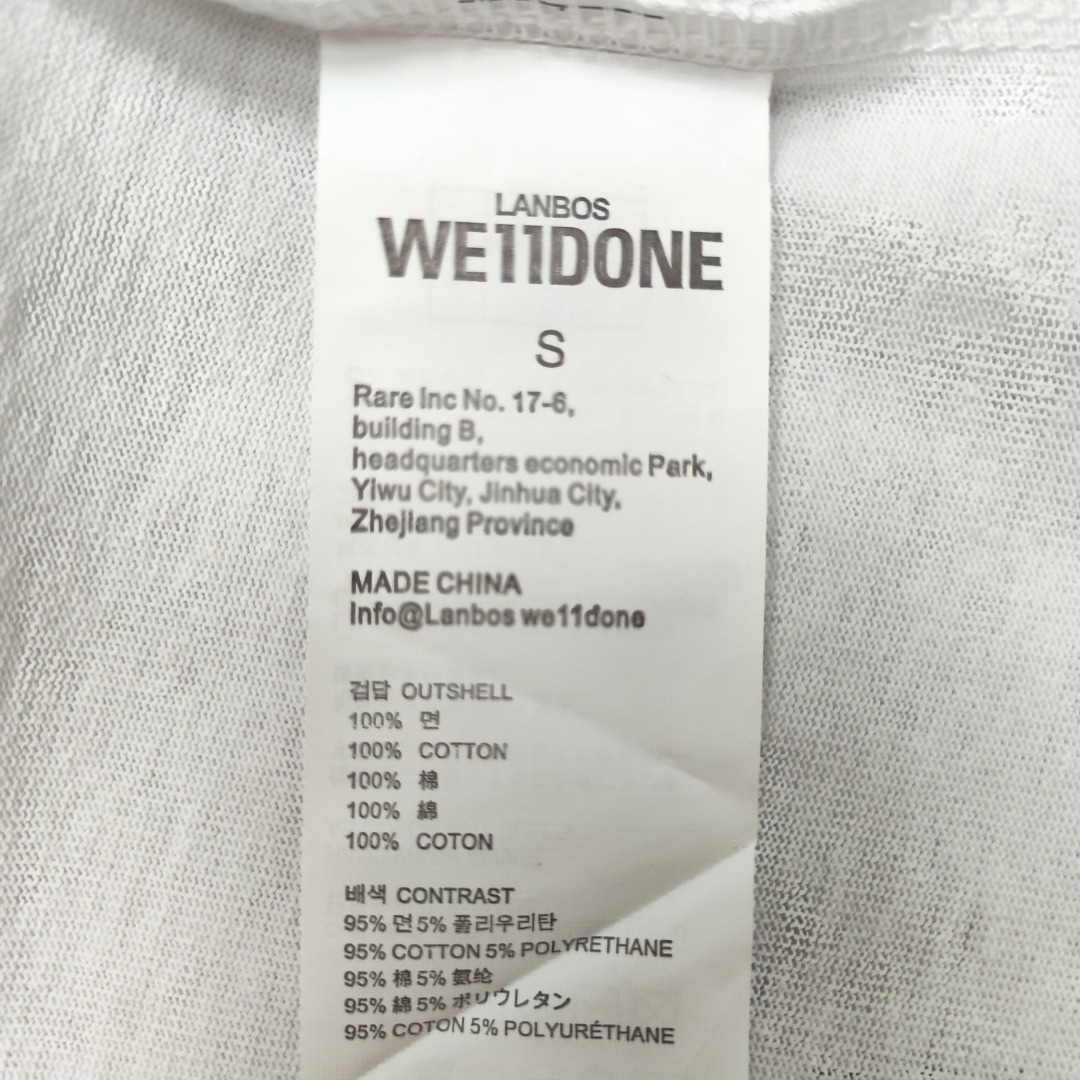 LANBOS
WE11DONE
S
Rare Inc No. 17-6,
building B,
headquarters economic Park,
Yiwu City, Jinhua City,
Zhejiang Province
MADE CHINA
Info@Lanbos we11done
검답 OUTSHELL
100% 면
100% COTTON
100% 棉
100% 綿
100% COTON
배색 CONTRAST
95% 면 5% 폴리우리탄
95% COTTON 5% POLYRETHANE
95% 棉 5% 氨纶
95% 綿 5% ポリウレタン
95% COTON 5% POLYURÉTHANE